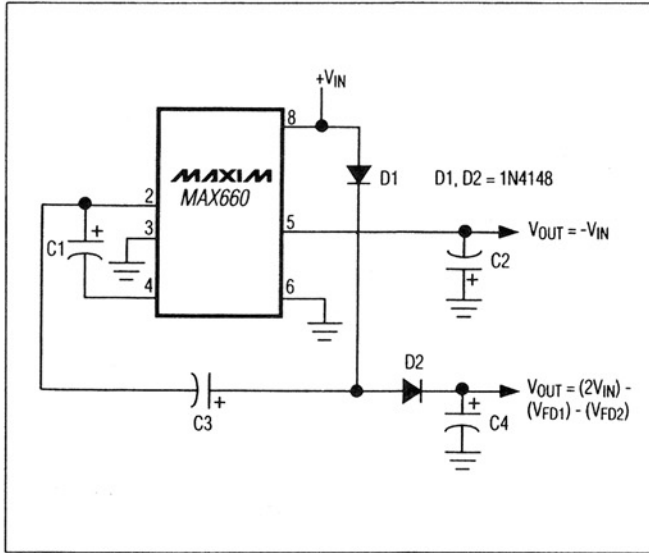 +VIN
8
MAXIM
MAX660
D1
D1, D2 = 1N4148
2
3
5
VOUT = -VIN
C1
+
C2
+
4
6
D2
VOUT = (2VIN) -
(VFD1) - (VFD2)
+
C3
+
C4